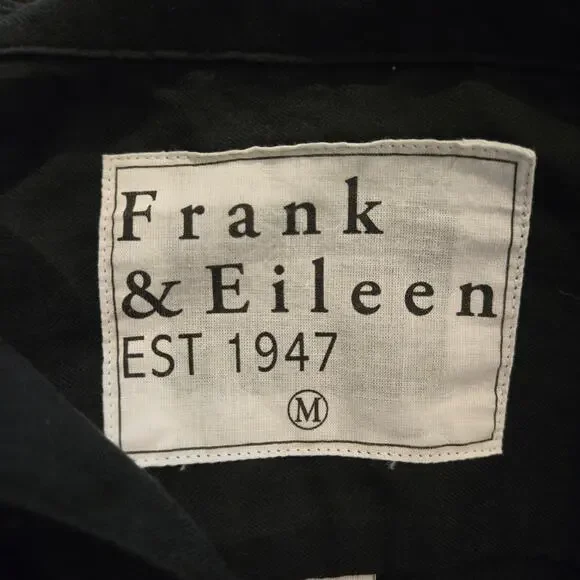 Frank
& Eileen
EST 1947
M